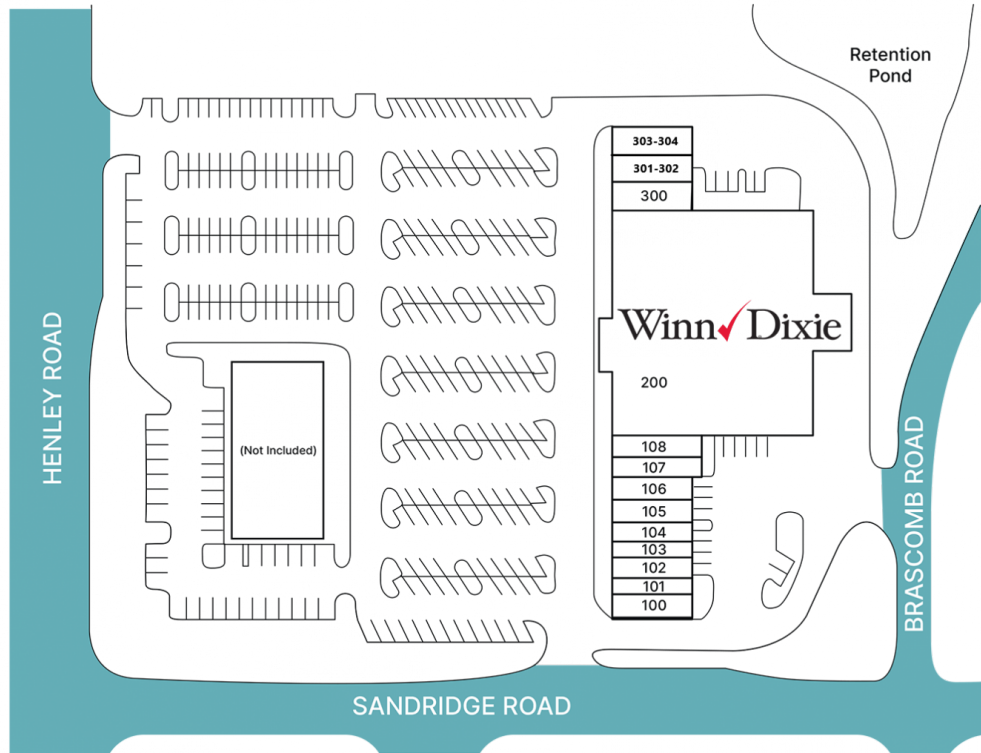 Retention
Pond
303-304
301-302
300
Winn Dixie
200
HENLEY ROAD
(Not Included)
108
107
106
105
104
103
102
101
100
BRASCOMB ROAD
SANDRIDGE ROAD